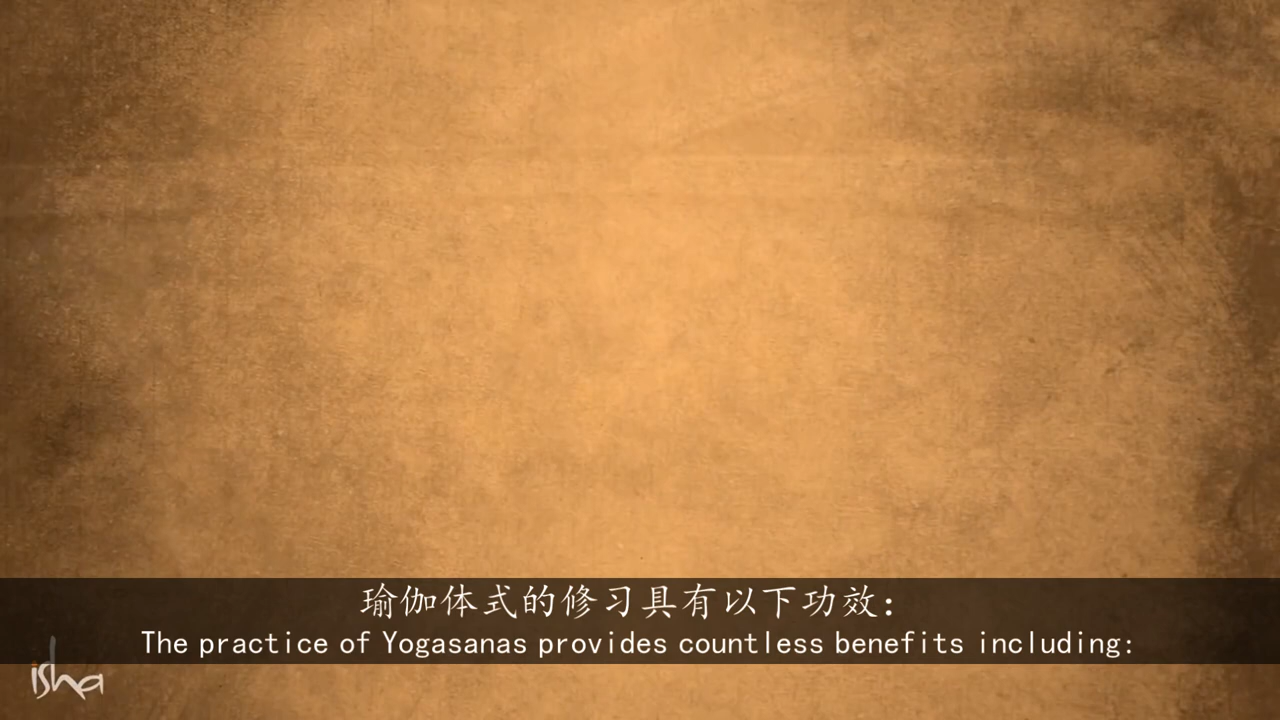 瑜伽体式的修习具有以下功效：
The practice of Yogasanas provides countless benefits including:
isha